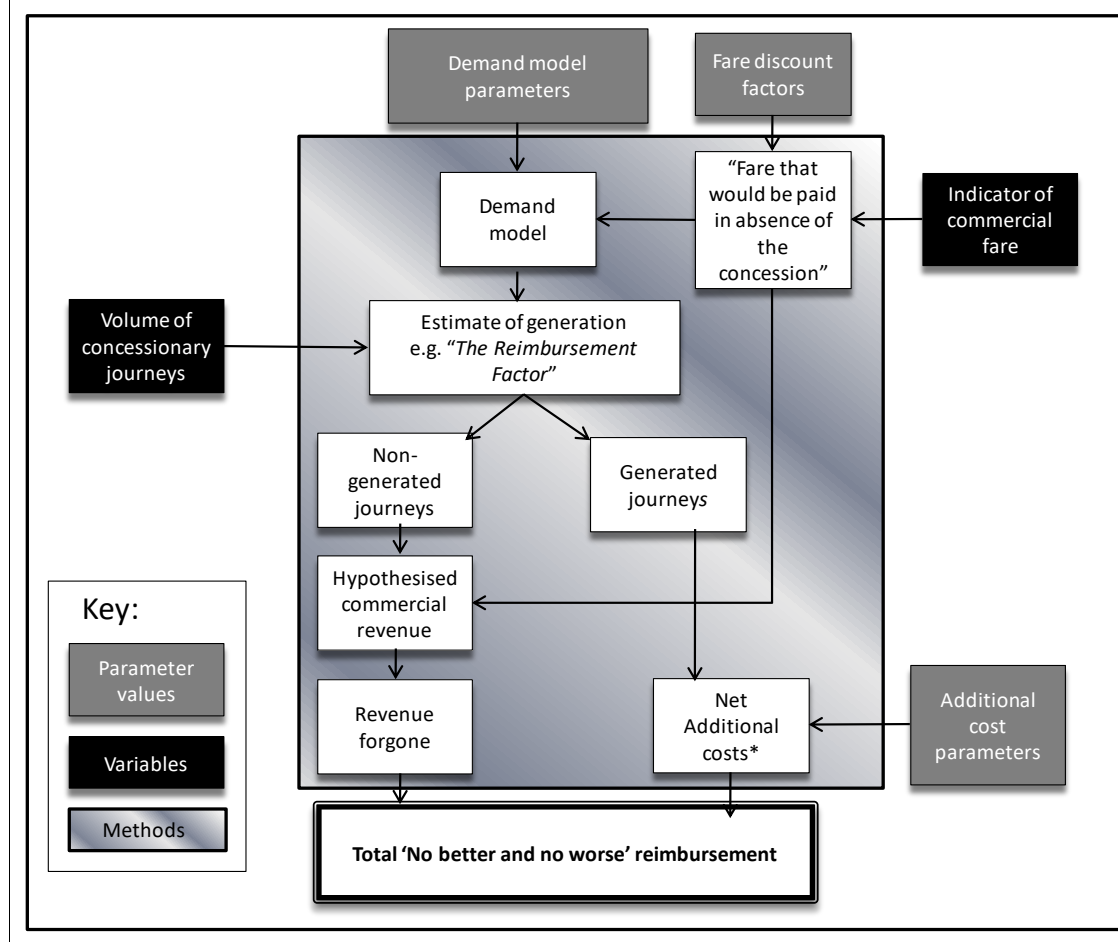 Demand model
parameters
Fare discount
factors
Demand
model
“Fare that
would be paid
in absence of
the
concession”
Indicator of
commercial
fare
Volume of
concessionary
journeys
Estimate of generation
e.g. “The Reimbursement
Factor”
Non-
generated
journeys
Generated
journeys
Hypothesised
commercial
revenue
Revenue
forgone
Net
Additional
costs*
Additional
cost
parameters
Key:
Parameter
values
Variables
Methods
Total ‘No better and no worse’ reimbursement